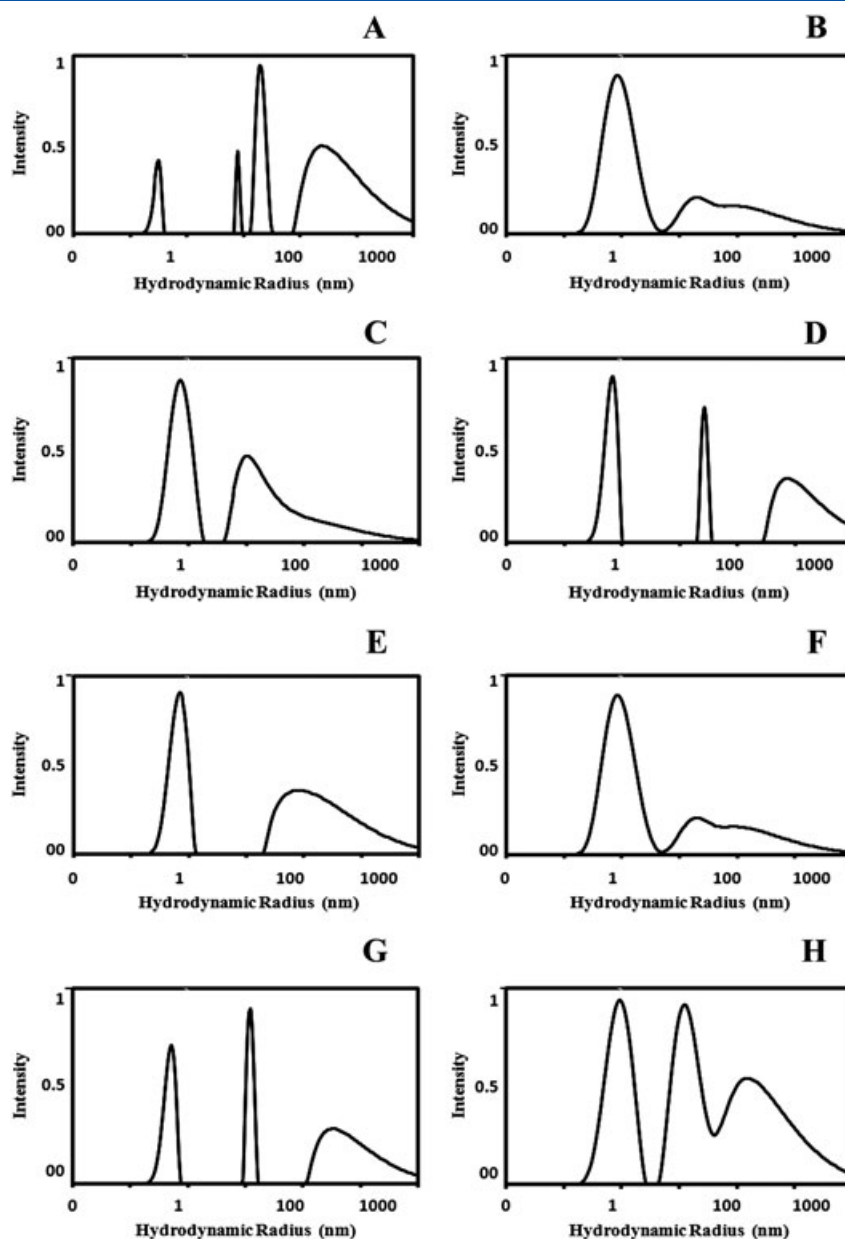 A B
1 1
Intensity 0.5 Intensity 0.5
00 00
0 1 100 1000 0 1 100 1000
Hydrodynamic Radius (nm) Hydrodynamic Radius (nm)
C D
1 1
Intensity 0.5 Intensity 0.5
00 00
0 1 100 1000 0 1 100 1000
Hydrodynamic Radius (nm) Hydrodynamic Radius (nm)
E F
1 1
Intensity 0.5 Intensity 0.5
00 00
0 1 100 1000 0 1 100 1000
Hydrodynamic Radius (nm) Hydrodynamic Radius (nm)
G H
1 1
Intensity 0.5 Intensity 0.5
00 00
0 1 100 1000 0 1 100 1000
Hydrodynamic Radius (nm) Hydrodynamic Radius (nm)